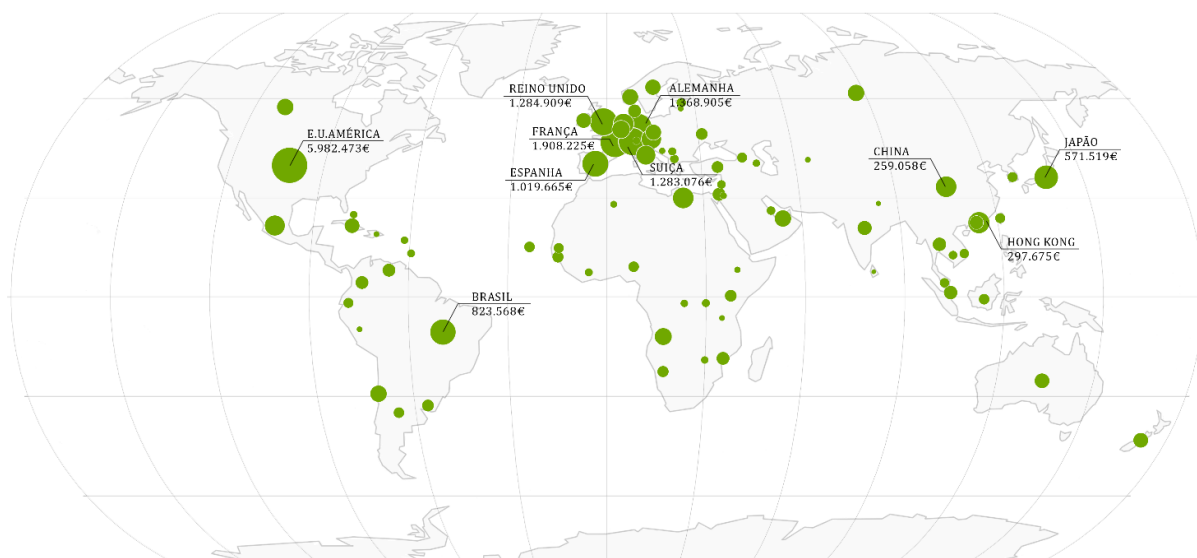 REINO UNIDO
1.284.909€
ALEMANHA
1.368.905€
E.U.AMÉRICA
5.982.473€
FRANÇA
1.908.225€
ESPANHA
1.019.665€
SUIÇA
1.283.076€
CHINA
259.058€
JAPÃO
571.519€
HONG KONG
297.675€
BRASIL
823.568€